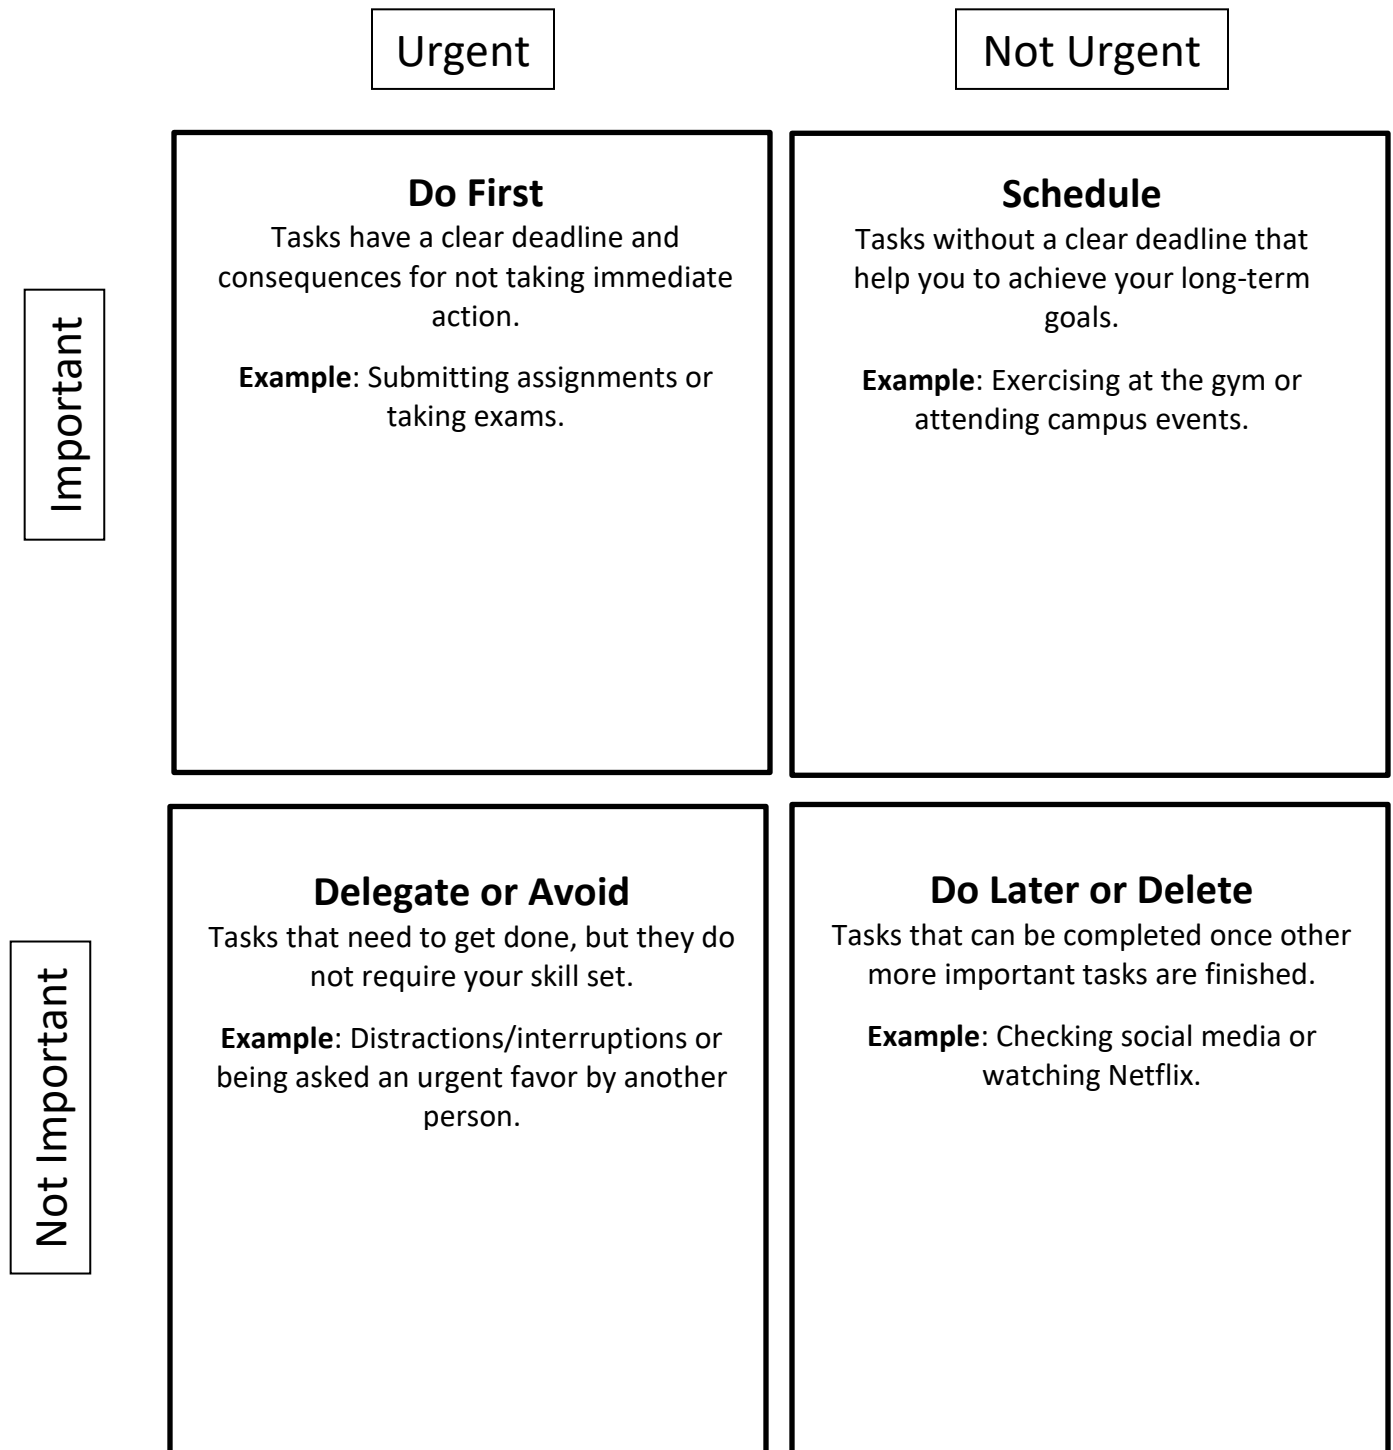 Urgent
Not Urgent
Important
Do First
Tasks have a clear deadline and
consequences for not taking immediate
action.
Example: Submitting assignments or
taking exams.
Schedule
Tasks without a clear deadline that
help you to achieve your long-term
goals.
Example: Exercising at the gym or
attending campus events.
Not Important
Delegate or Avoid
Tasks that need to get done, but they do
not require your skill set.
Example: Distractions/interruptions or
being asked an urgent favor by another
person.
Do Later or Delete
Tasks that can be completed once other
more important tasks are finished.
Example: Checking social media or
watching Netflix.